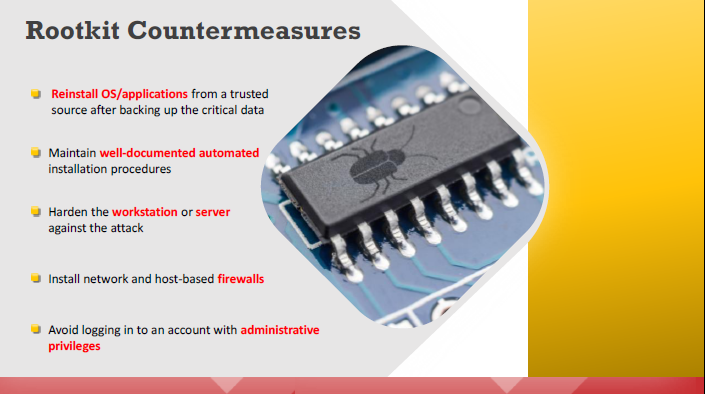 Rootkit Countermeasures
Reinstall OS/applications from a trusted
source after backing up the critical data
Maintain well-documented automated
installation procedures
Harden the workstation or server
against the attack
Install network and host-based firewalls
Avoid logging in to an account with administrative
privileges